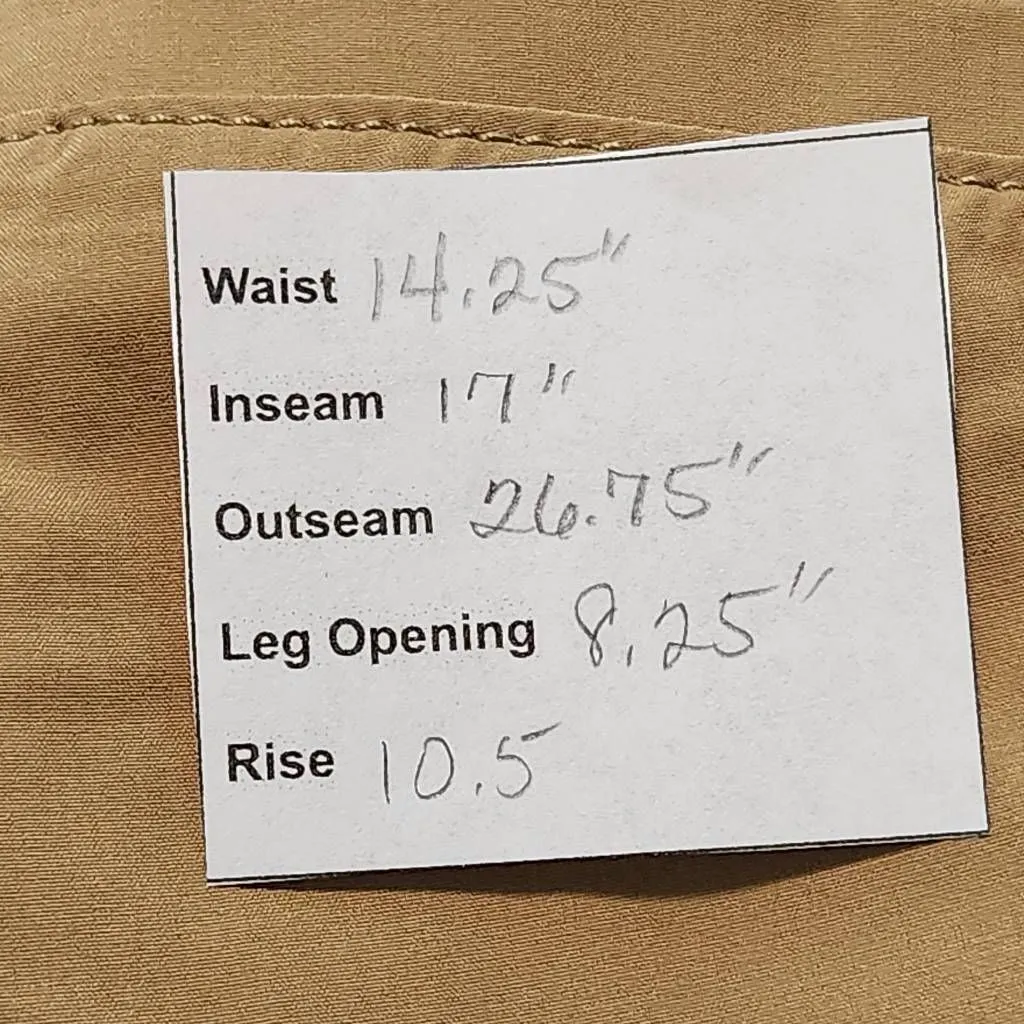 Waist 14.25"
Inseam 17"
Outseam 26.75"
Leg Opening 8.25"
Rise 10.5